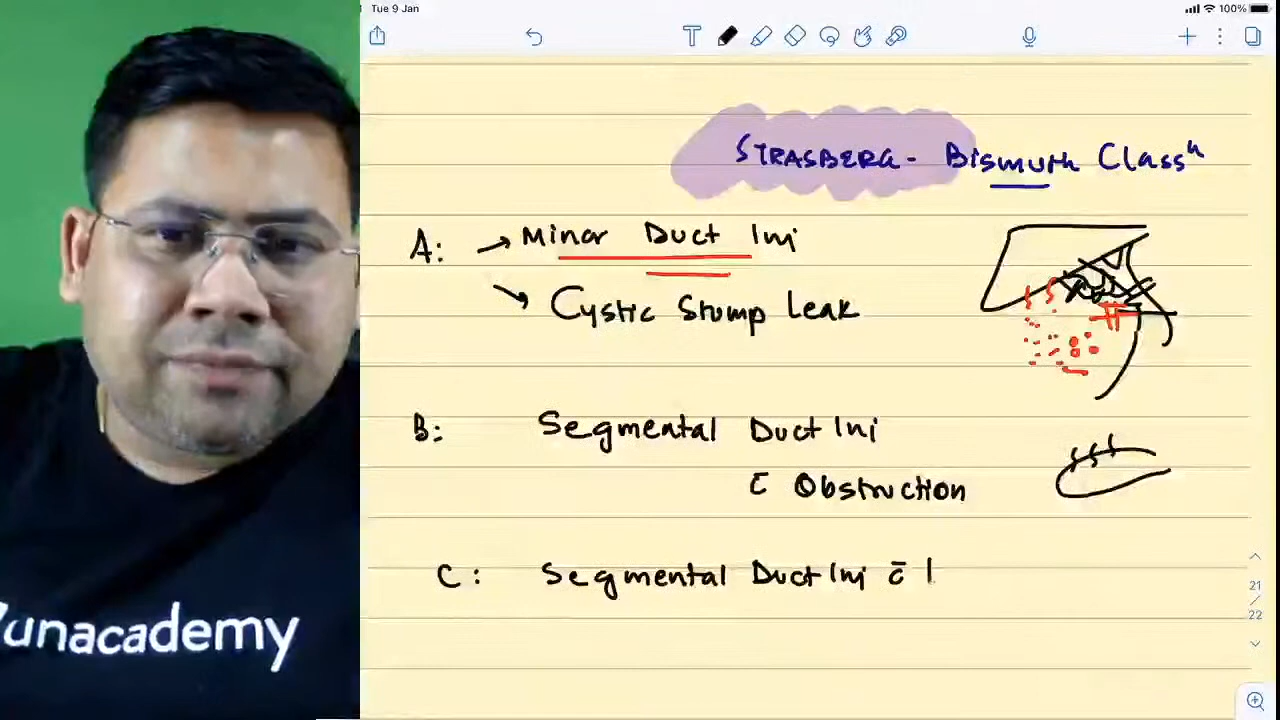 Tue 9 Jan
100%
STRASBERG - Bismuth Classⁿ
A: → Minor Duct Inj
→ Cystic Stump Leak
B: Segmental Duct Inj
c̄ Obstruction
C: Segmental Duct Inj c̄ l
21
/
22
unacademy